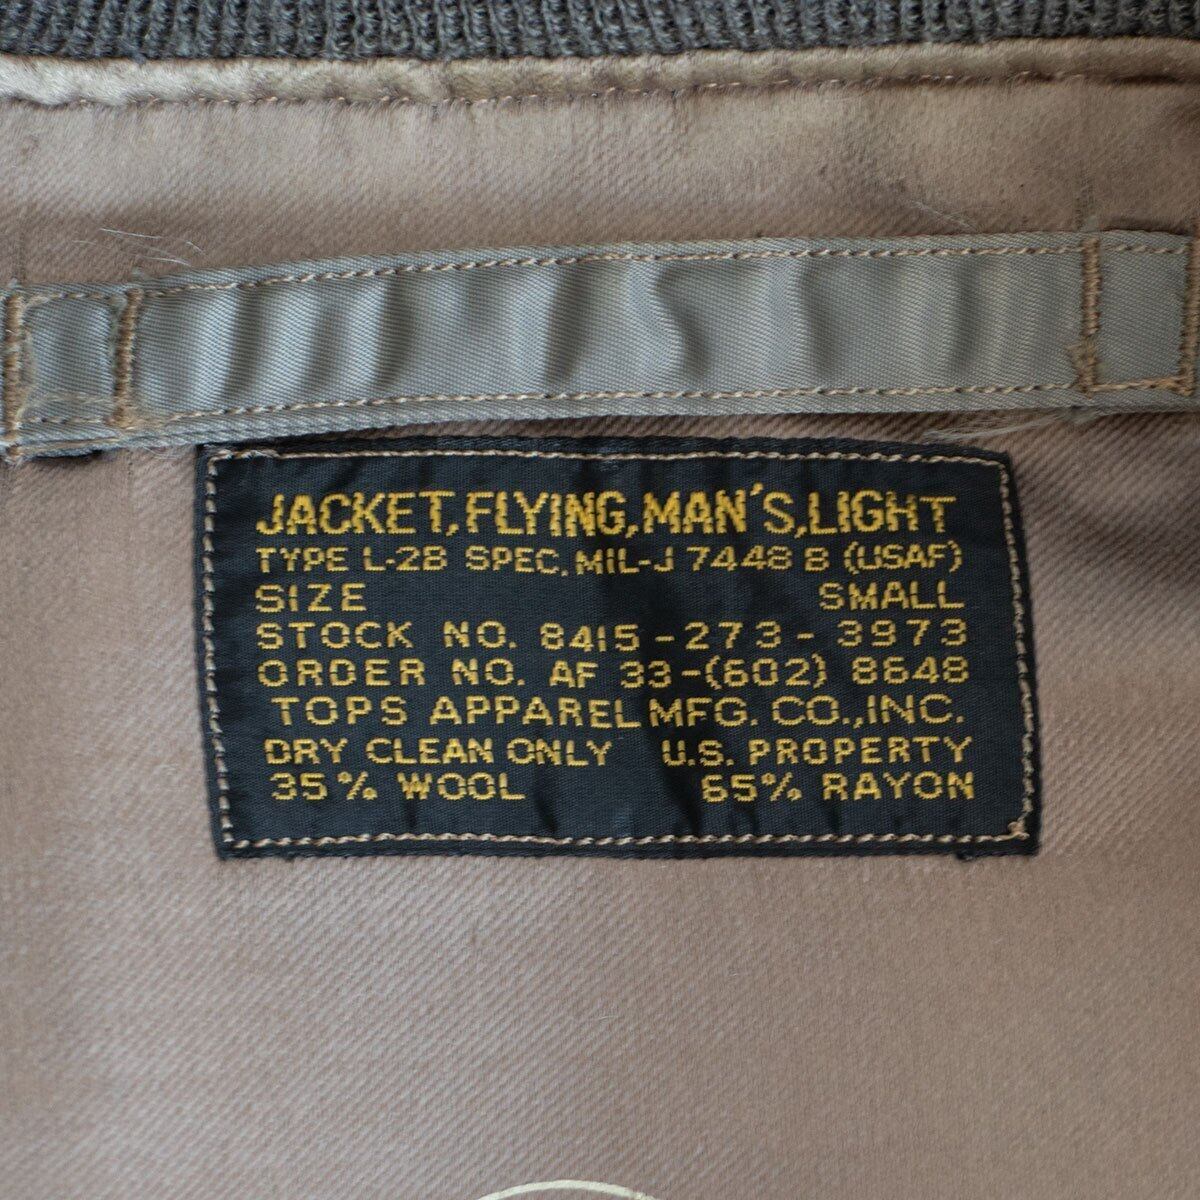 JACKET, FLYING, MAN'S, LIGHT
TYPE L-2B SPEC. MIL-J 7448 B (USAF)
SIZE SMALL
STOCK NO. 8415-273-3973
ORDER NO. AF 33-(602) 8648
TOPS APPAREL MFG. CO., INC.
DRY CLEAN ONLY U.S. PROPERTY
35% WOOL 65% RAYON